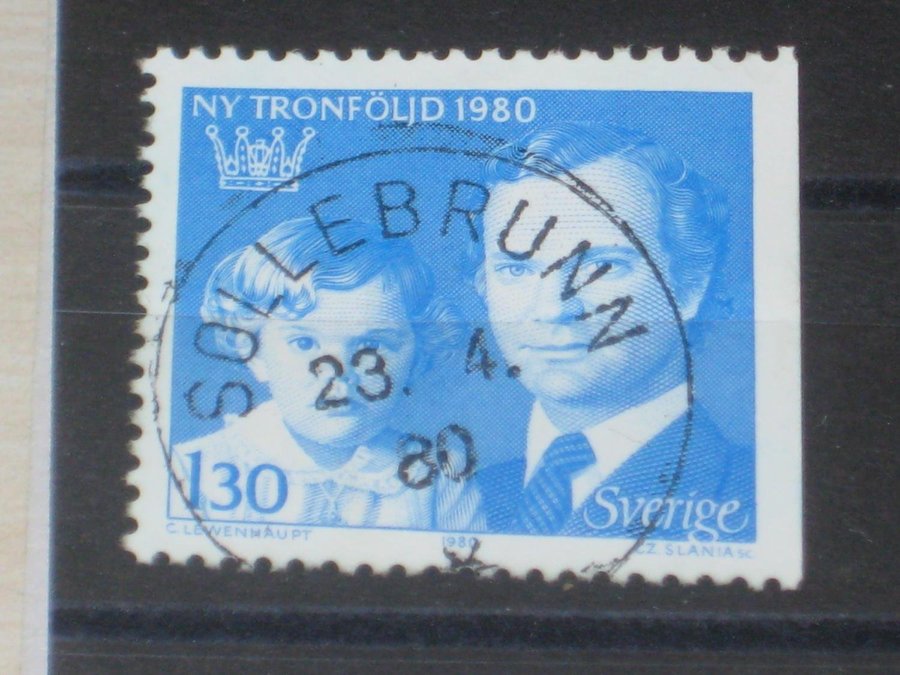 NY TRONFÖLJD 1980
SOLLEBRUNN
23. 4.
80
130
Sverige
C. LEWENHAUPT
1980
CZ. SLANIA SC.